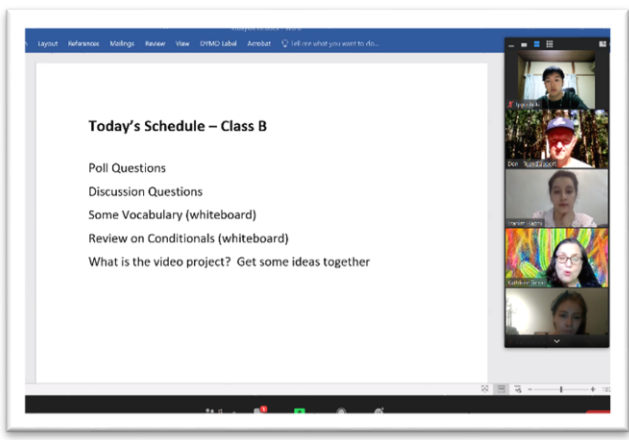 Layout References Mailings Review View DYMO Label Acrobat Tell me what you want to do...
Today's Schedule – Class B
Poll Questions
Discussion Questions
Some Vocabulary (whiteboard)
Review on Conditionals (whiteboard)
What is the video project?  Get some ideas together